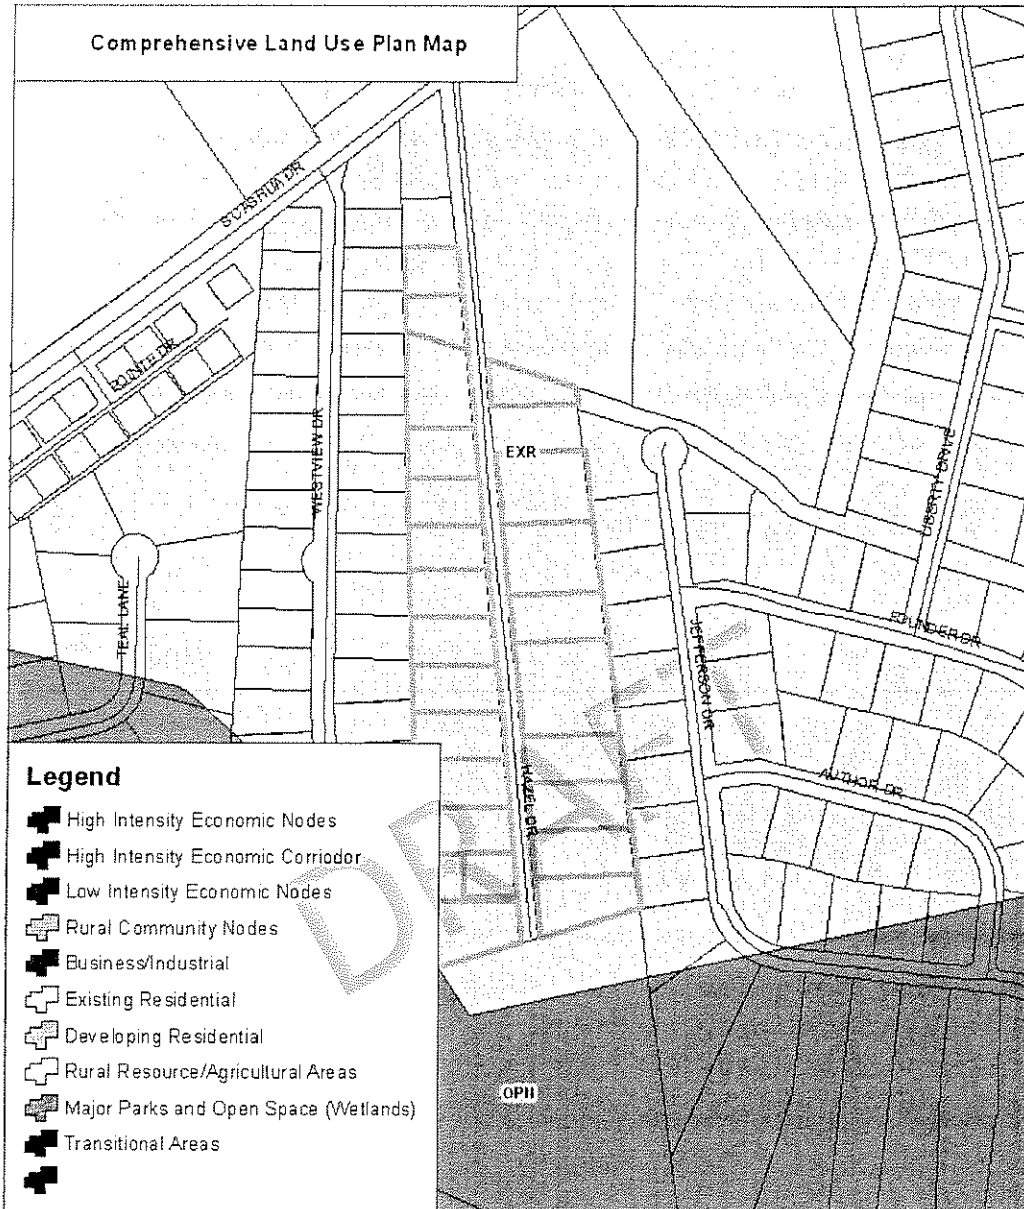 Comprehensive Land Use Plan Map
S CASHUA DR
POINTE DR
WESTVIEW DR
EXR
LIBERTY DRIVE
TEAL LANE
FOUNDER DR
JEFFERSON DR
HAZEL DR
AUTHOR DR
DRAFT
OPN
Legend
High Intensity Economic Nodes
High Intensity Economic Corriodor
Low Intensity Economic Nodes
Rural Community Nodes
Business/Industrial
Existing Residential
Developing Residential
Rural Resource/Agricultural Areas
Major Parks and Open Space (Wetlands)
Transitional Areas